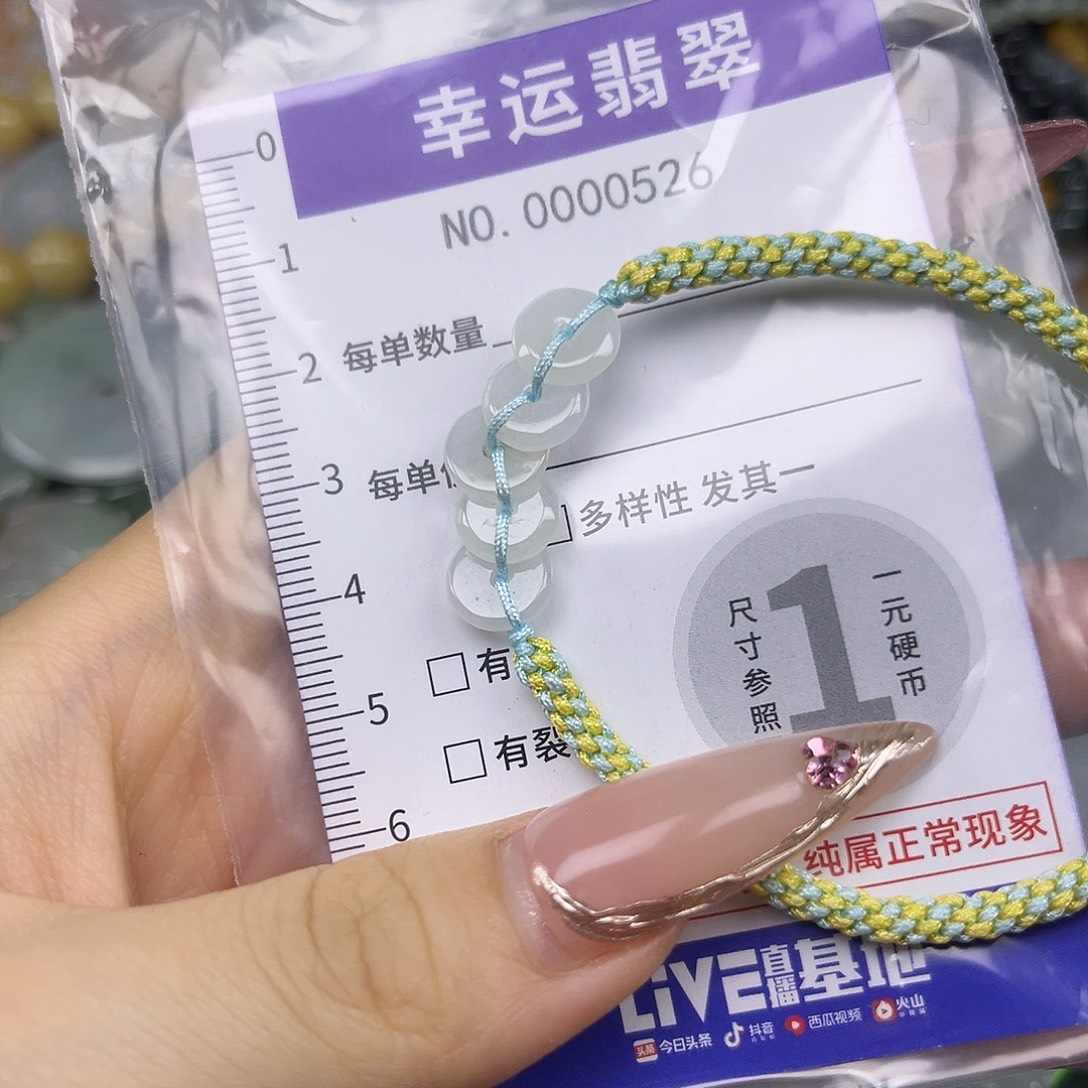 幸运翡翠
NO. 0000526
0
1
2
3
4
5
6
每单数量
每单
多样性 发其一
有
有裂
尺寸参照
1
一元硬币
纯属正常现象
LIVE直播基地
头条 今日头条 抖音 西瓜视频 火山